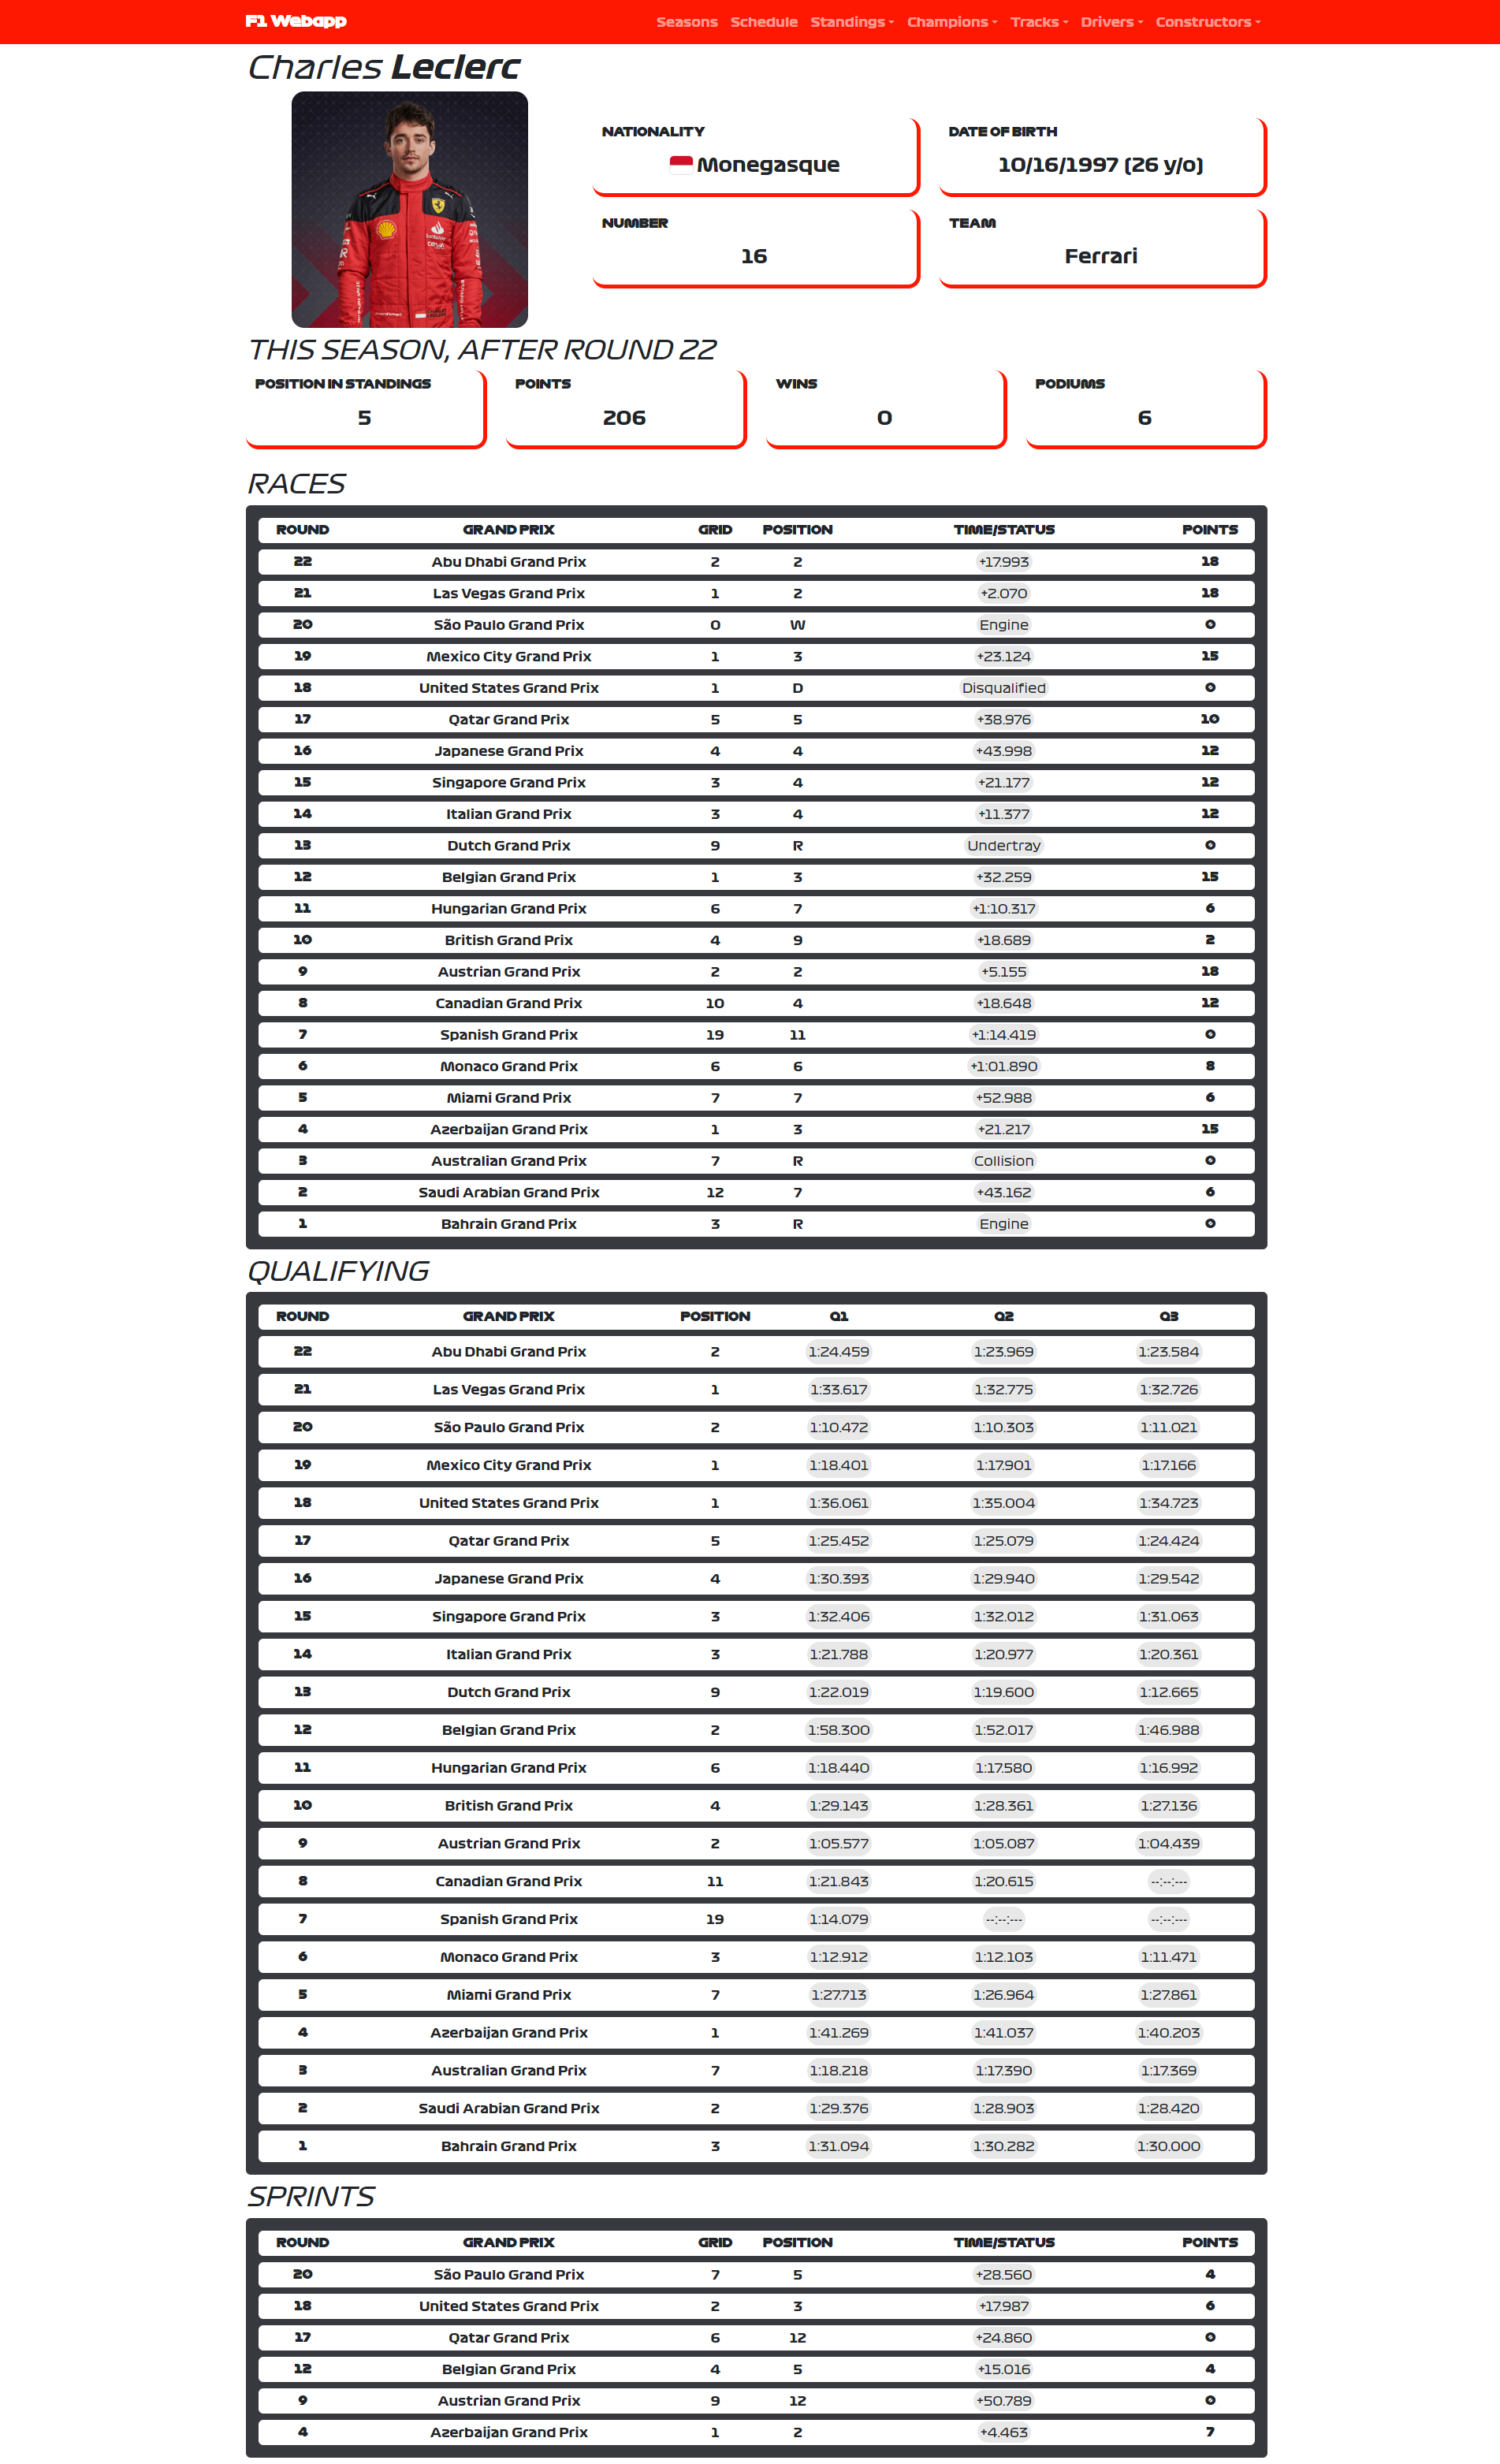 F1 Webapp Seasons Schedule Standings Champions Tracks Drivers Constructors
Charles Leclerc
NATIONALITY DATE OF BIRTH
Monegasque 10/16/1997 (26 y/o)
NUMBER TEAM
16 Ferrari
THIS SEASON, AFTER ROUND 22
POSITION IN STANDINGS POINTS WINS PODIUMS
5 206 0 6
RACES
ROUND GRAND PRIX GRID POSITION TIME/STATUS POINTS
22 Abu Dhabi Grand Prix 2 2 +17.993 18
21 Las Vegas Grand Prix 1 2 +2.070 18
20 São Paulo Grand Prix 0 W Engine 0
19 Mexico City Grand Prix 1 3 +23.124 15
18 United States Grand Prix 1 D Disqualified 0
17 Qatar Grand Prix 5 5 +38.976 10
16 Japanese Grand Prix 4 4 +43.998 12
15 Singapore Grand Prix 3 4 +21.177 12
14 Italian Grand Prix 3 4 +11.377 12
13 Dutch Grand Prix 9 R Undertray 0
12 Belgian Grand Prix 1 3 +32.259 15
11 Hungarian Grand Prix 6 7 +1:10.317 6
10 British Grand Prix 4 9 +18.689 2
9 Austrian Grand Prix 2 2 +5.155 18
8 Canadian Grand Prix 10 4 +18.648 12
7 Spanish Grand Prix 19 11 +1:14.419 0
6 Monaco Grand Prix 6 6 +1:01.890 8
5 Miami Grand Prix 7 7 +52.988 6
4 Azerbaijan Grand Prix 1 3 +21.217 15
3 Australian Grand Prix 7 R Collision 0
2 Saudi Arabian Grand Prix 12 7 +43.162 6
1 Bahrain Grand Prix 3 R Engine 0
QUALIFYING
ROUND GRAND PRIX POSITION Q1 Q2 Q3
22 Abu Dhabi Grand Prix 2 1:24.459 1:23.969 1:23.584
21 Las Vegas Grand Prix 1 1:33.617 1:32.775 1:32.726
20 São Paulo Grand Prix 2 1:10.472 1:10.303 1:11.021
19 Mexico City Grand Prix 1 1:18.401 1:17.901 1:17.166
18 United States Grand Prix 1 1:36.061 1:35.004 1:34.723
17 Qatar Grand Prix 5 1:25.452 1:25.079 1:24.424
16 Japanese Grand Prix 4 1:30.393 1:29.940 1:29.542
15 Singapore Grand Prix 3 1:32.406 1:32.012 1:31.063
14 Italian Grand Prix 3 1:21.788 1:20.977 1:20.361
13 Dutch Grand Prix 9 1:22.019 1:19.600 1:12.665
12 Belgian Grand Prix 2 1:58.300 1:52.017 1:46.988
11 Hungarian Grand Prix 6 1:18.440 1:17.580 1:16.992
10 British Grand Prix 4 1:29.143 1:28.361 1:27.136
9 Austrian Grand Prix 2 1:05.577 1:05.087 1:04.439
8 Canadian Grand Prix 11 1:21.843 1:20.615 --:--:---
7 Spanish Grand Prix 19 1:14.079 --:--:--- --:--:---
6 Monaco Grand Prix 3 1:12.912 1:12.103 1:11.471
5 Miami Grand Prix 7 1:27.713 1:26.964 1:27.861
4 Azerbaijan Grand Prix 1 1:41.269 1:41.037 1:40.203
3 Australian Grand Prix 7 1:18.218 1:17.390 1:17.369
2 Saudi Arabian Grand Prix 2 1:29.376 1:28.903 1:28.420
1 Bahrain Grand Prix 3 1:31.094 1:30.282 1:30.000
SPRINTS
ROUND GRAND PRIX GRID POSITION TIME/STATUS POINTS
20 São Paulo Grand Prix 7 5 +28.560 4
18 United States Grand Prix 2 3 +17.987 6
17 Qatar Grand Prix 6 12 +24.860 0
12 Belgian Grand Prix 4 5 +15.016 4
9 Austrian Grand Prix 9 12 +50.789 0
4 Azerbaijan Grand Prix 1 2 +4.463 7